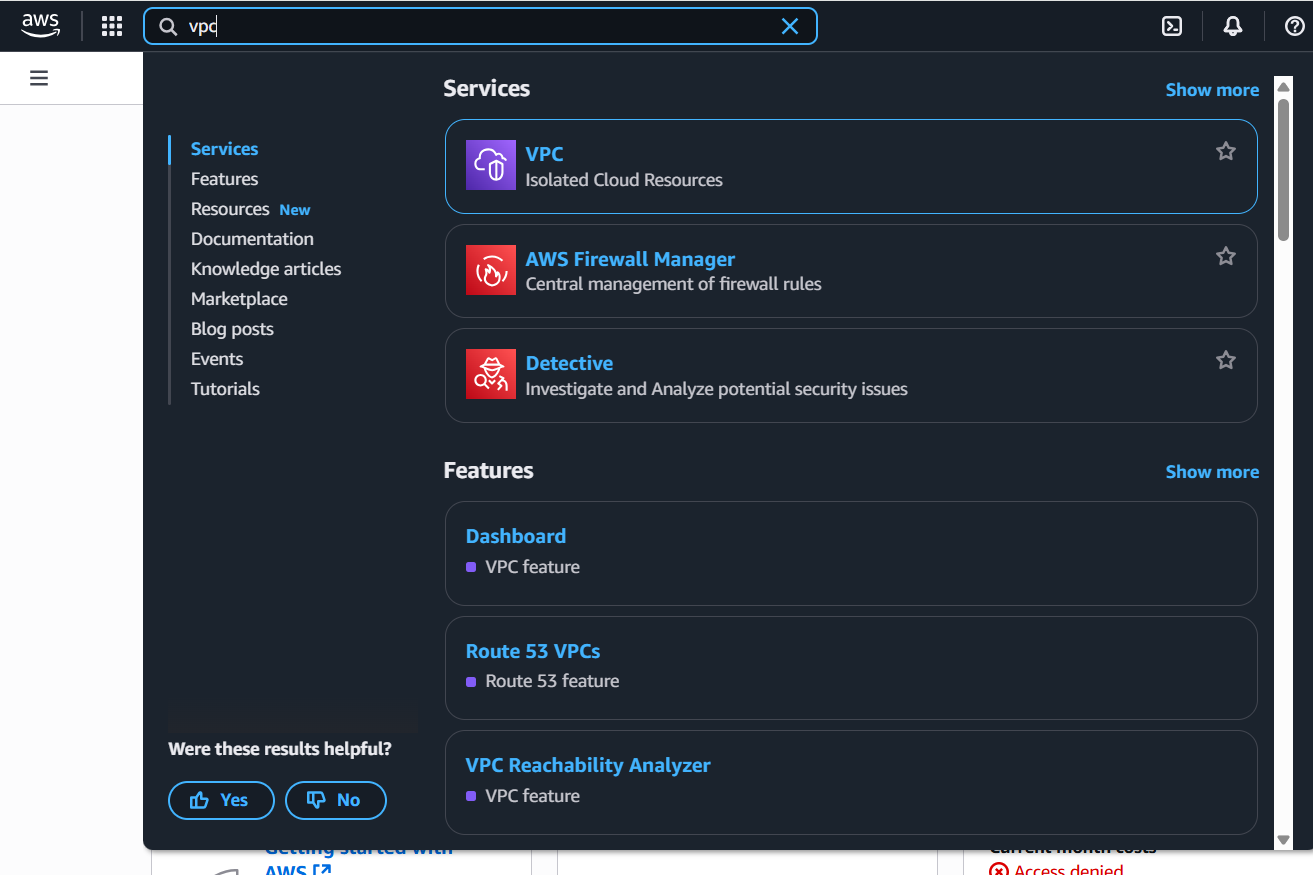 aws
vpc
Services
Show more
Services
Features
Resources New
Documentation
Knowledge articles
Marketplace
Blog posts
Events
Tutorials
VPC
Isolated Cloud Resources
AWS Firewall Manager
Central management of firewall rules
Detective
Investigate and Analyze potential security issues
Features
Show more
Dashboard
VPC feature
Route 53 VPCs
Route 53 feature
VPC Reachability Analyzer
VPC feature
Were these results helpful?
Yes
No
Getting started with
AWS
Current month costs
Access denied